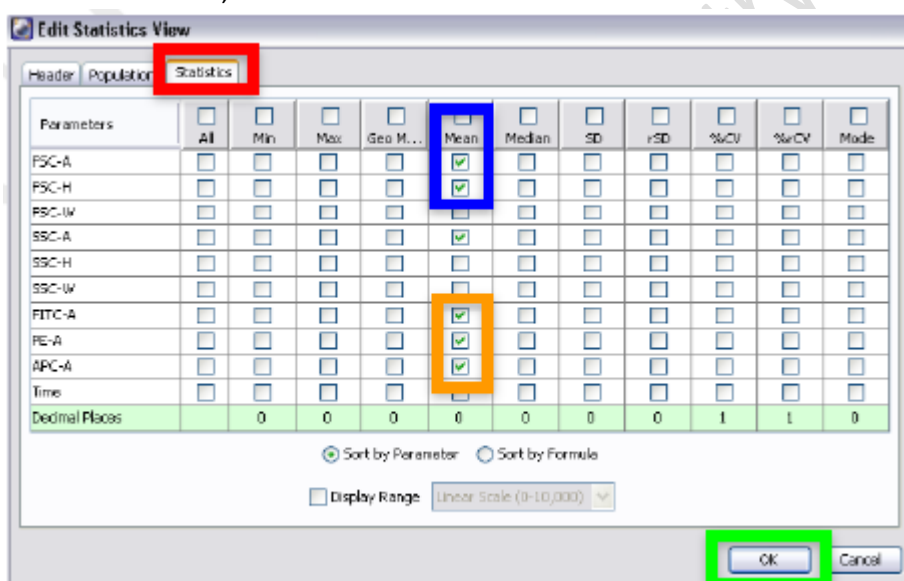 Edit Statistics View
Header Population Statistics
Parameters All Min Max Geo M... Mean Median SD rSD %CV %rCV Mode
FSC-A
FSC-H
FSC-W
SSC-A
SSC-H
SSC-W
FITC-A
PE-A
APC-A
Time
Decimal Places 0 0 0 0 0 0 0 1 1 0
Sort by Parameter Sort by Formula
Display Range Linear Scale (0-10,000)
OK Cancel